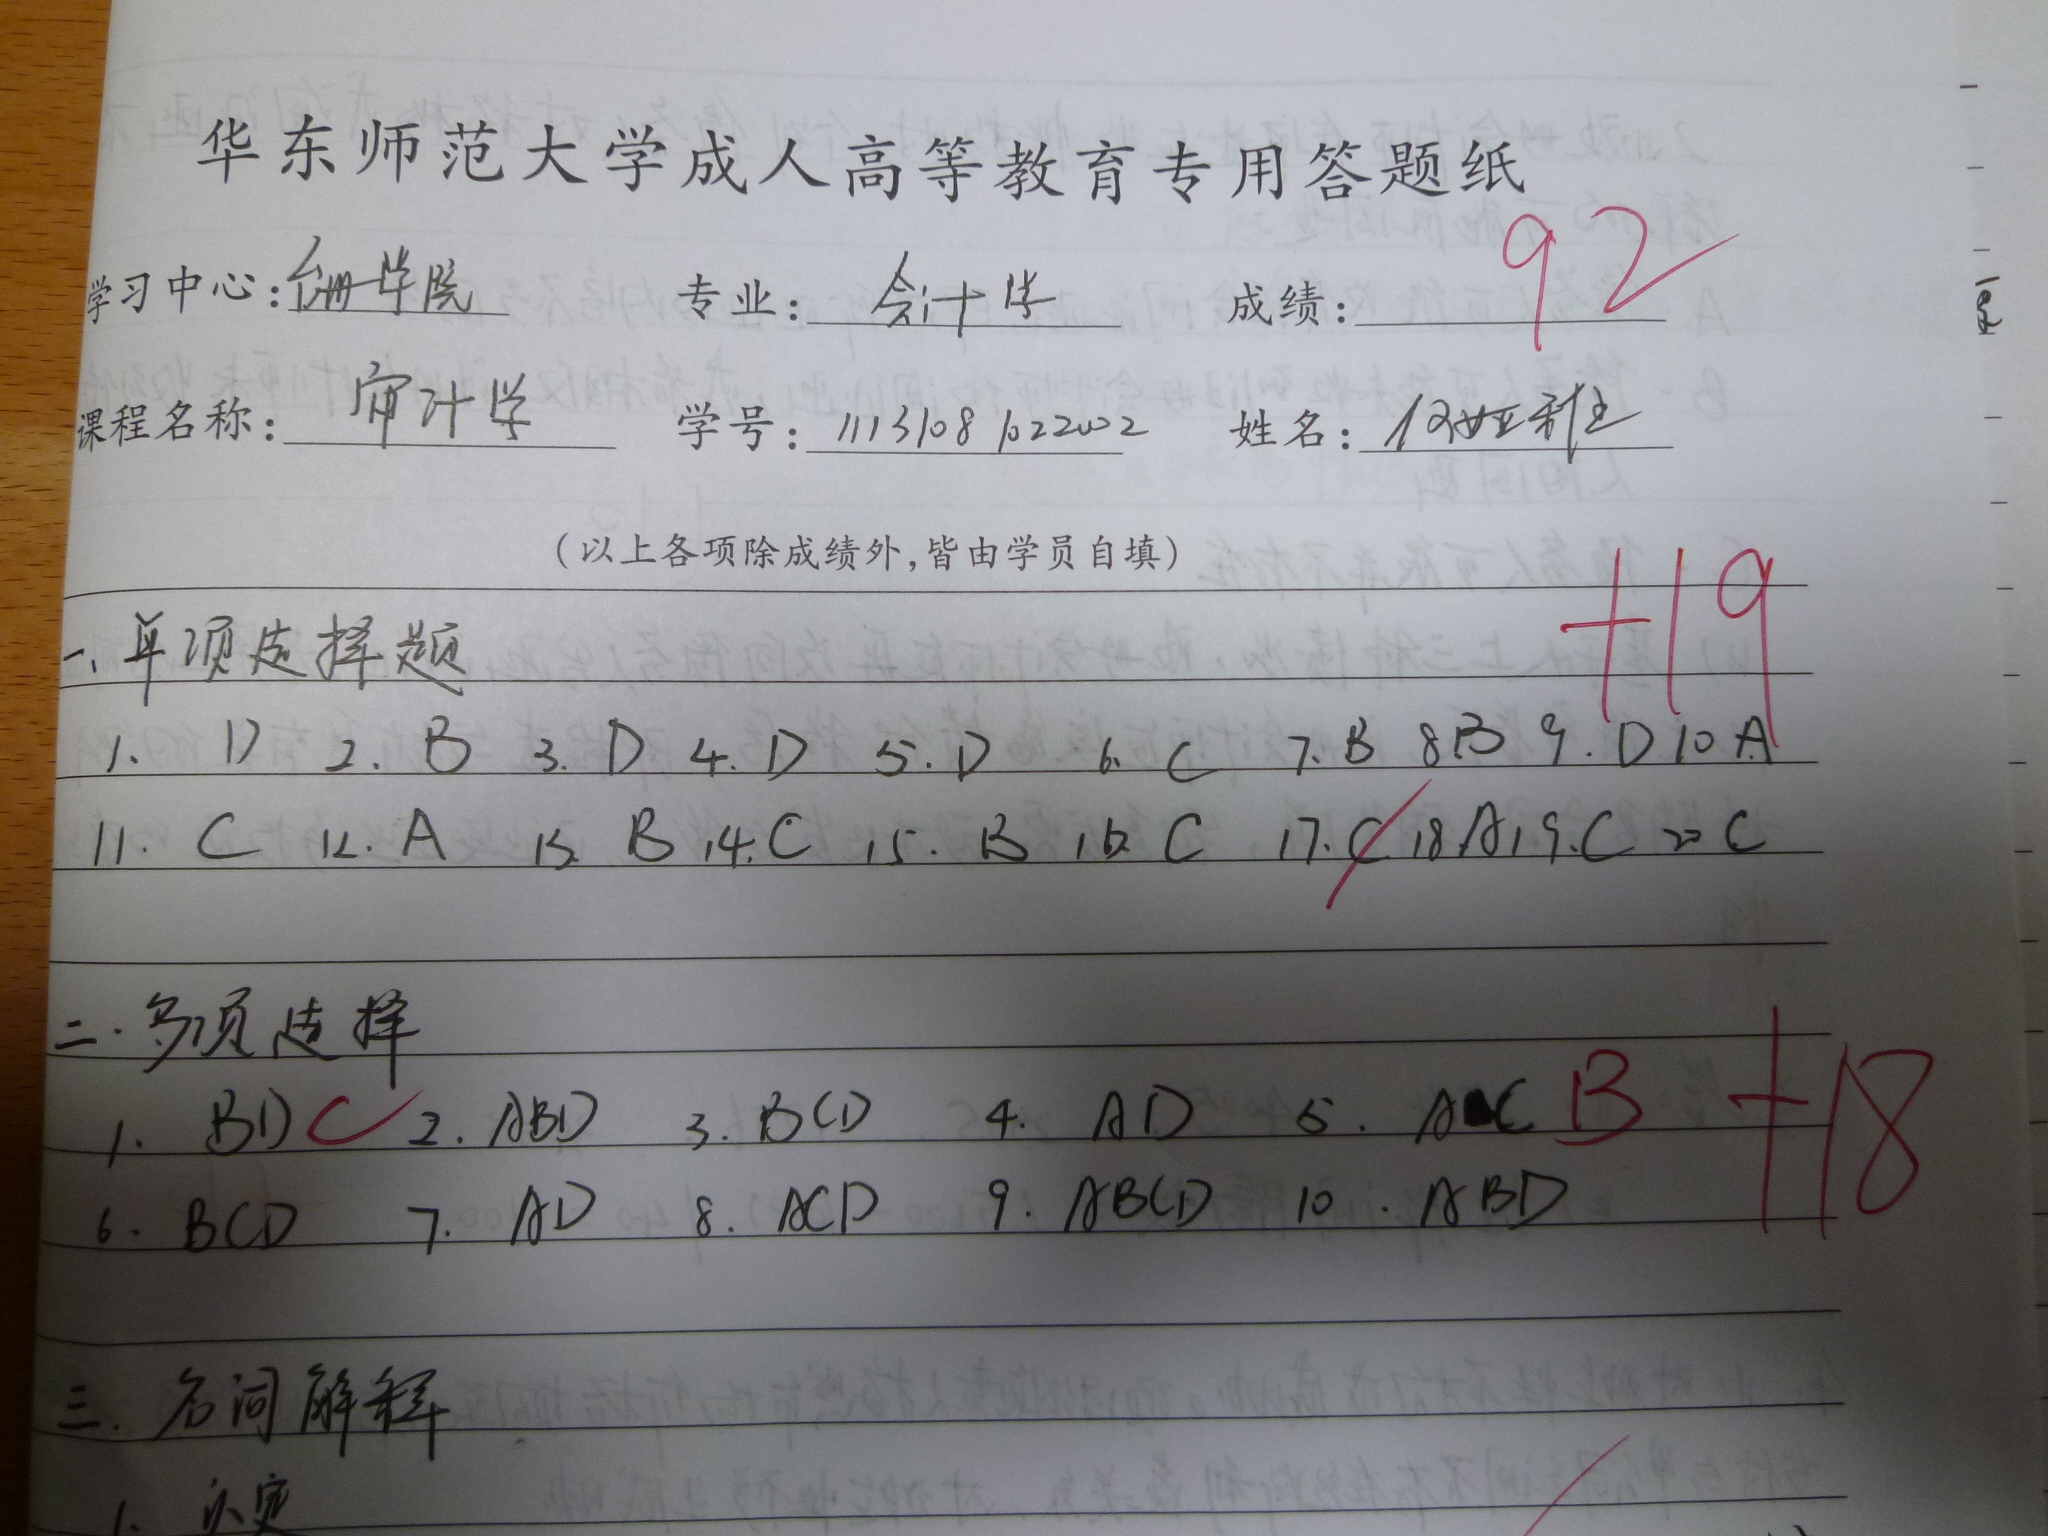 华东师范大学成人高等教育专用答题纸
学习中心: 学院 专业: 会计学 成绩: 92
课程名称: 审计学 学号: 1113108 1022002 姓名:
(以上各项除成绩外,皆由学员自填)
+19
一、单项选择题
1. D 2. B 3. D 4. D 5. D 6. C 7. B 8. B 9. D 10 A
11. C 12. A 13. B 14. C 15. B 16. C 17. C 18. A 19. C 20 C
二. 多项选择
1. BD C 2. ABD 3. BCD 4. AD 5. A C B +18
6. BCD 7. AD 8. ACD 9. ABCD 10. ABD
三. 名词解释
1. 认定